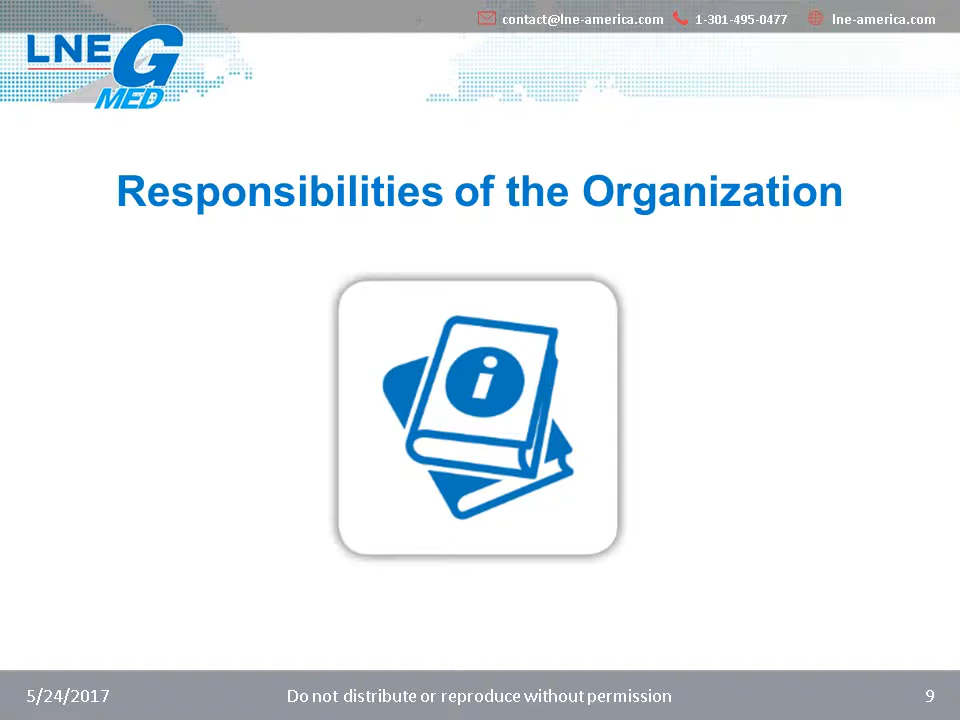 contact@lne-america.com 1-301-495-0477 lne-america.com
LNE G
MED
Responsibilities of the Organization
i
5/24/2017 Do not distribute or reproduce without permission 9